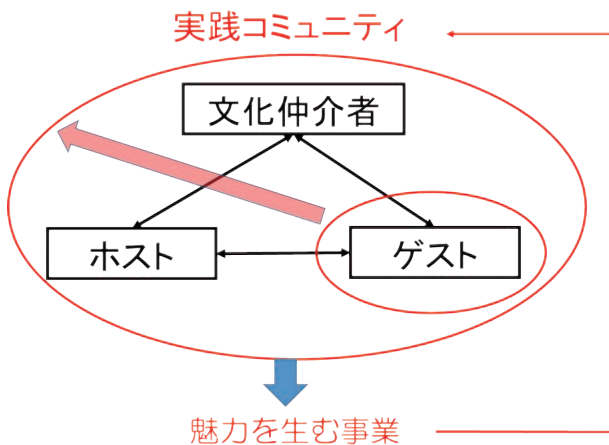 実践コミュニティ
文化仲介者
ホスト
ゲスト
魅力を生む事業